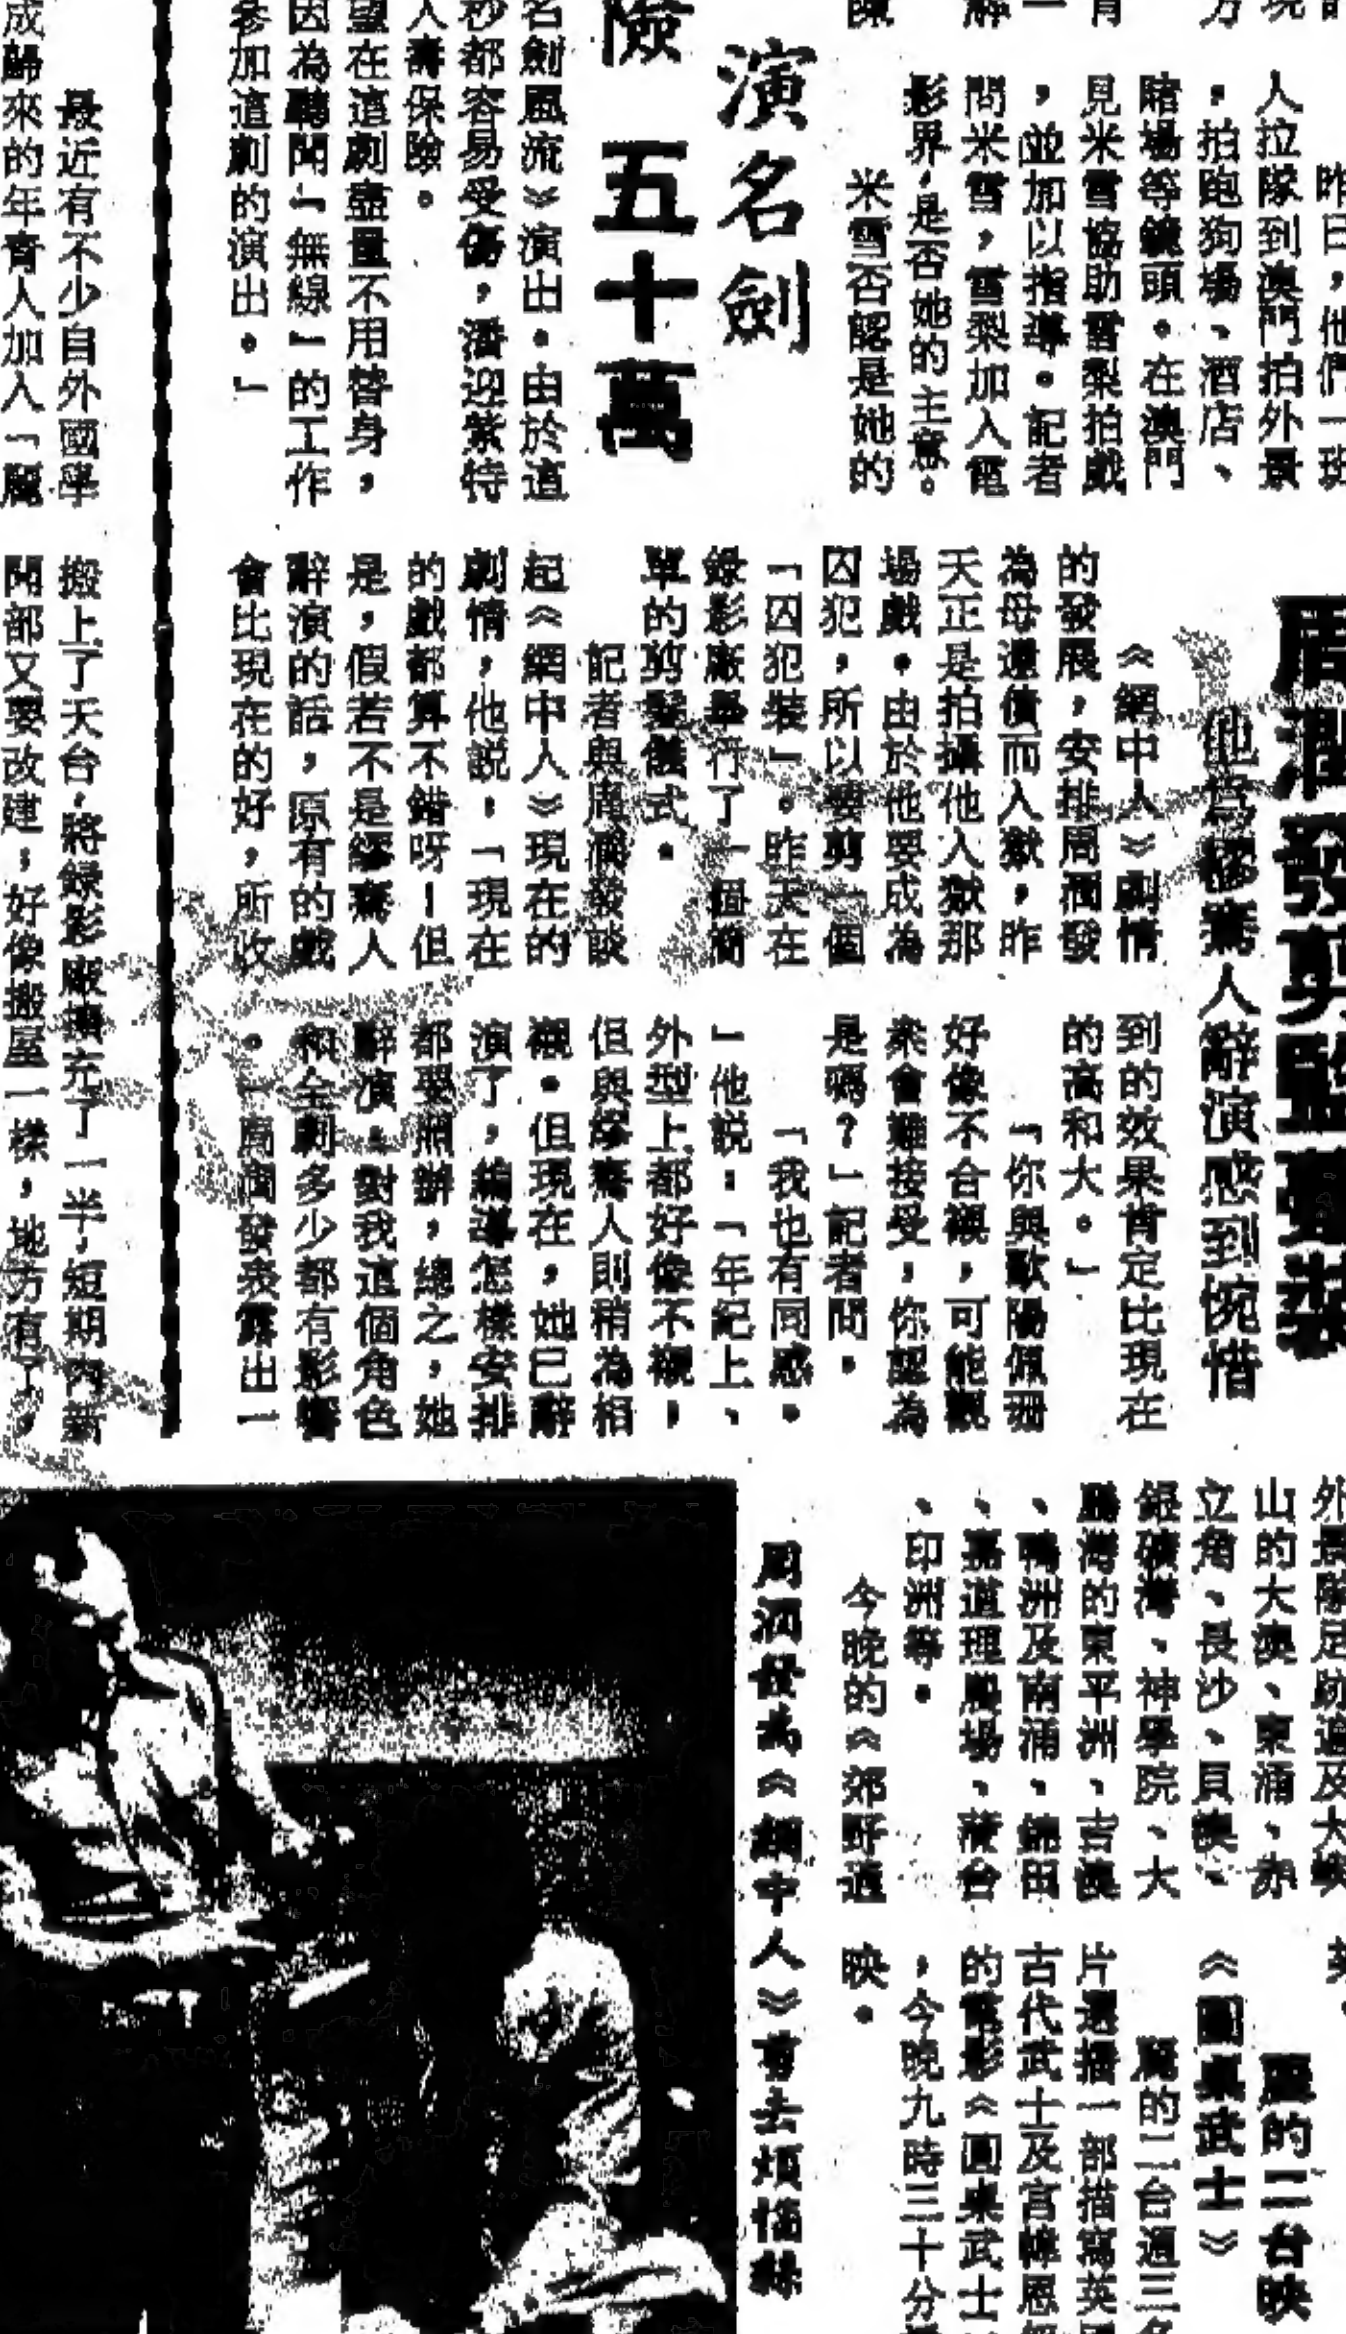 昨日，他們一班
人拉隊到澳門拍外景
，拍跑狗場、酒店、
賭場等鏡頭。在澳門
見米雪協助雪梨拍戲
，並加以指導。記者
問米雪，雪梨加入電
影界，是否她的主意。
米雪否認是她的
演名劍
險 五十萬
名劍風流》演出。由於這
秒都容易受傷，潘迎紫特
人壽保險。
望在這劇盡量不用替身，
因為聽聞「無線」的工作
參加這劇的演出。」
最近有不少自外國學
成歸來的年青人加入「麗
周潤發剪監躉裝
他為繆騫人辭演感到惋惜
《網中人》劇情
的發展，安排周潤發
為母還債而入獄，昨
天正是拍攝他入獄那
場戲。由於他要成為
囚犯，所以要剪一個
「囚犯裝」。昨天在
錄影廠舉行了一個簡
單的剪髮儀式。
記者與周潤發談
起《網中人》現在的
劇情，他說：「現在
的戲都算不錯呀！但
是，假若不是繆騫人
辭演的話，原有的戲
會比現在的好，所收
到的效果肯定比現在
的高和大。」
「你與歐陽佩珊
好像不合襯，可能觀
眾會難接受，你認為
是嗎？」記者問。
「我也有同感。
」他說：「年紀上、
外型上都好像不襯，
但與繆騫人則稍為相
襯。但現在，她已辭
演了，編導怎樣安排
都要照辦，總之，她
辭演，對我這個角色
和全劇多少都有影響
。」周潤發表露出一
搬上了天台，將錄影廠擴充了一半，短期內新
聞部又要改建，好像搬屋一樣，地方有了，
外景隊足跡遍及大嶼
山的大澳、東涌、赤
立角、長沙、貝澳、
銀礦灣、神學院、大
鵬灣的東平洲、吉澳
、鴨洲及南涌、錦田
、嘉道理農場、蒲台
、印洲等。
今晚的《郊野遊
映。
周潤發為《網中人》剪去煩惱絲
麗的二台映
《圓桌武士》
麗的二台週三名
片選播一部描寫英國
古代武士及宮幃恩怨
的電影《圓桌武士》
，今晚九時三十分